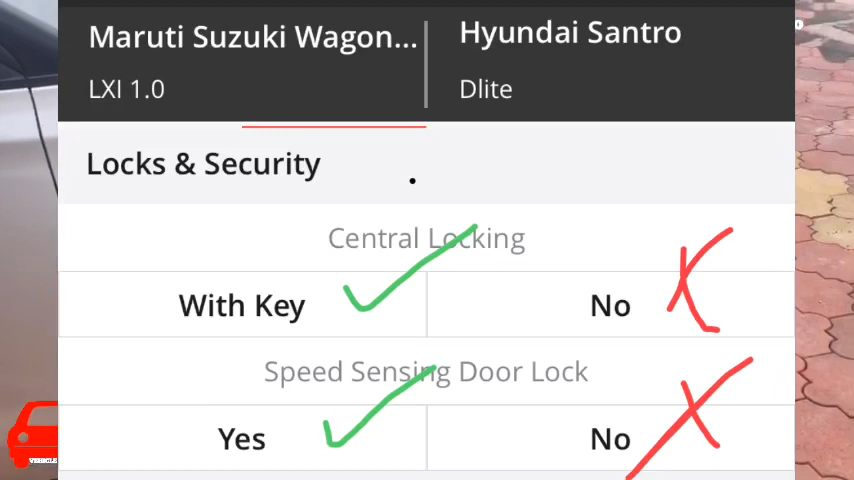 Maruti Suzuki Wagon...
LXI 1.0
Hyundai Santro
Dlite
Locks & Security
Central Locking
With Key
No
Speed Sensing Door Lock
Yes
No
VEHICLE